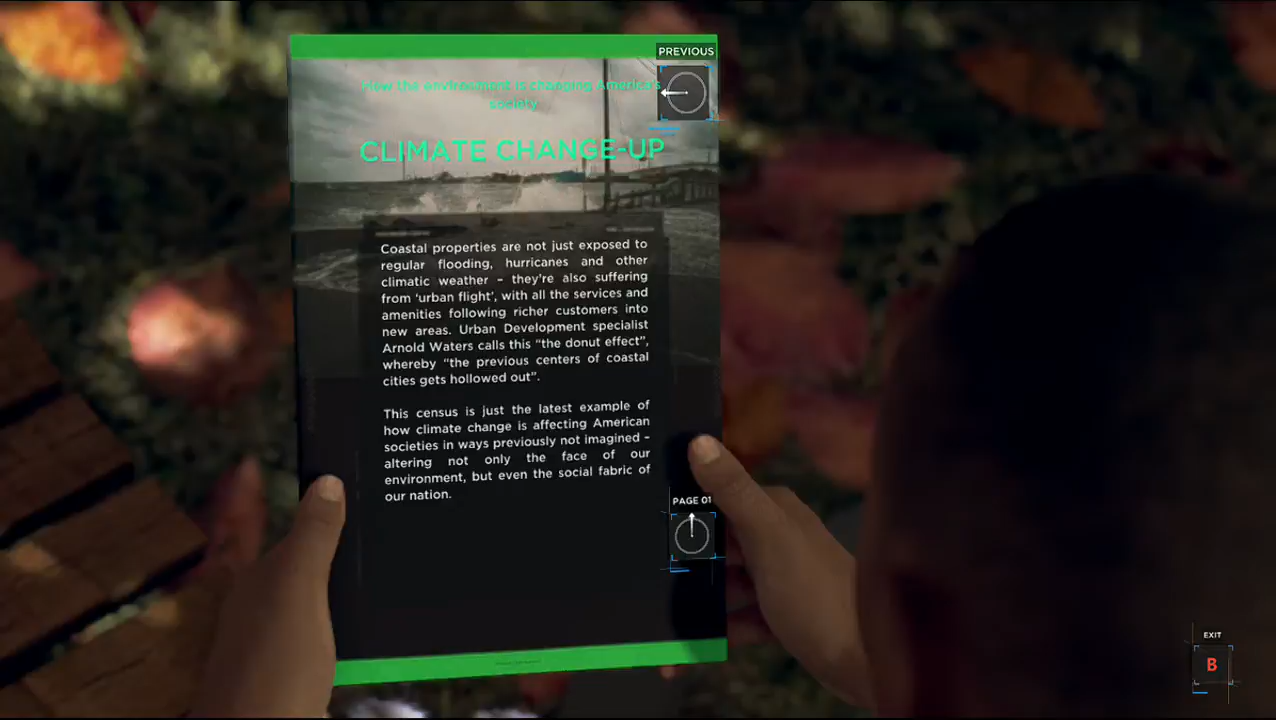 PREVIOUS
How the environment is changing America's
society
CLIMATE CHANGE-UP
Coastal properties are not just exposed to
regular flooding, hurricanes and other
climatic weather – they're also suffering
from 'urban flight', with all the services and
amenities following richer customers into
new areas. Urban Development specialist
Arnold Waters calls this "the donut effect",
whereby "the previous centers of coastal
cities gets hollowed out".
This census is just the latest example of
how climate change is affecting American
societies in ways previously not imagined –
altering not only the face of our
environment, but even the social fabric of
our nation.
PAGE 01
EXIT
B